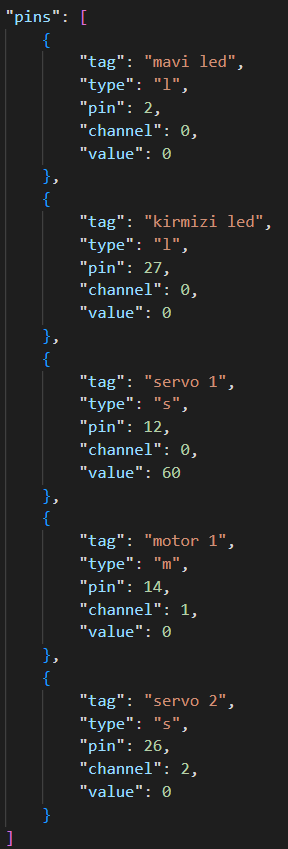 "pins": [
{
"tag": "mavi led",
"type": "l",
"pin": 2,
"channel": 0,
"value": 0
},
{
"tag": "kirmizi led",
"type": "l",
"pin": 27,
"channel": 0,
"value": 0
},
{
"tag": "servo 1",
"type": "s",
"pin": 12,
"channel": 0,
"value": 60
},
{
"tag": "motor 1",
"type": "m",
"pin": 14,
"channel": 1,
"value": 0
},
{
"tag": "servo 2",
"type": "s",
"pin": 26,
"channel": 2,
"value": 0
}
]